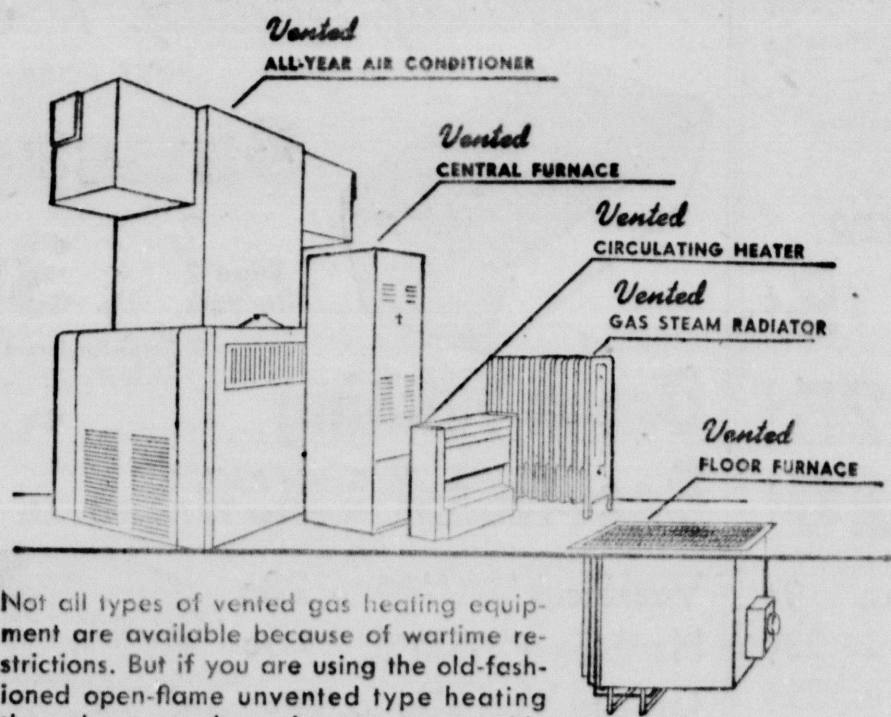 Vented
ALL-YEAR AIR CONDITIONER
Vented
CENTRAL FURNACE
Vented
CIRCULATING HEATER
Vented
GAS STEAM RADIATOR
Vented
FLOOR FURNACE
Not all types of vented gas heating equip-
ment are available because of wartime re-
strictions. But if you are using the old-fash-
ioned open-flame unvented type heating